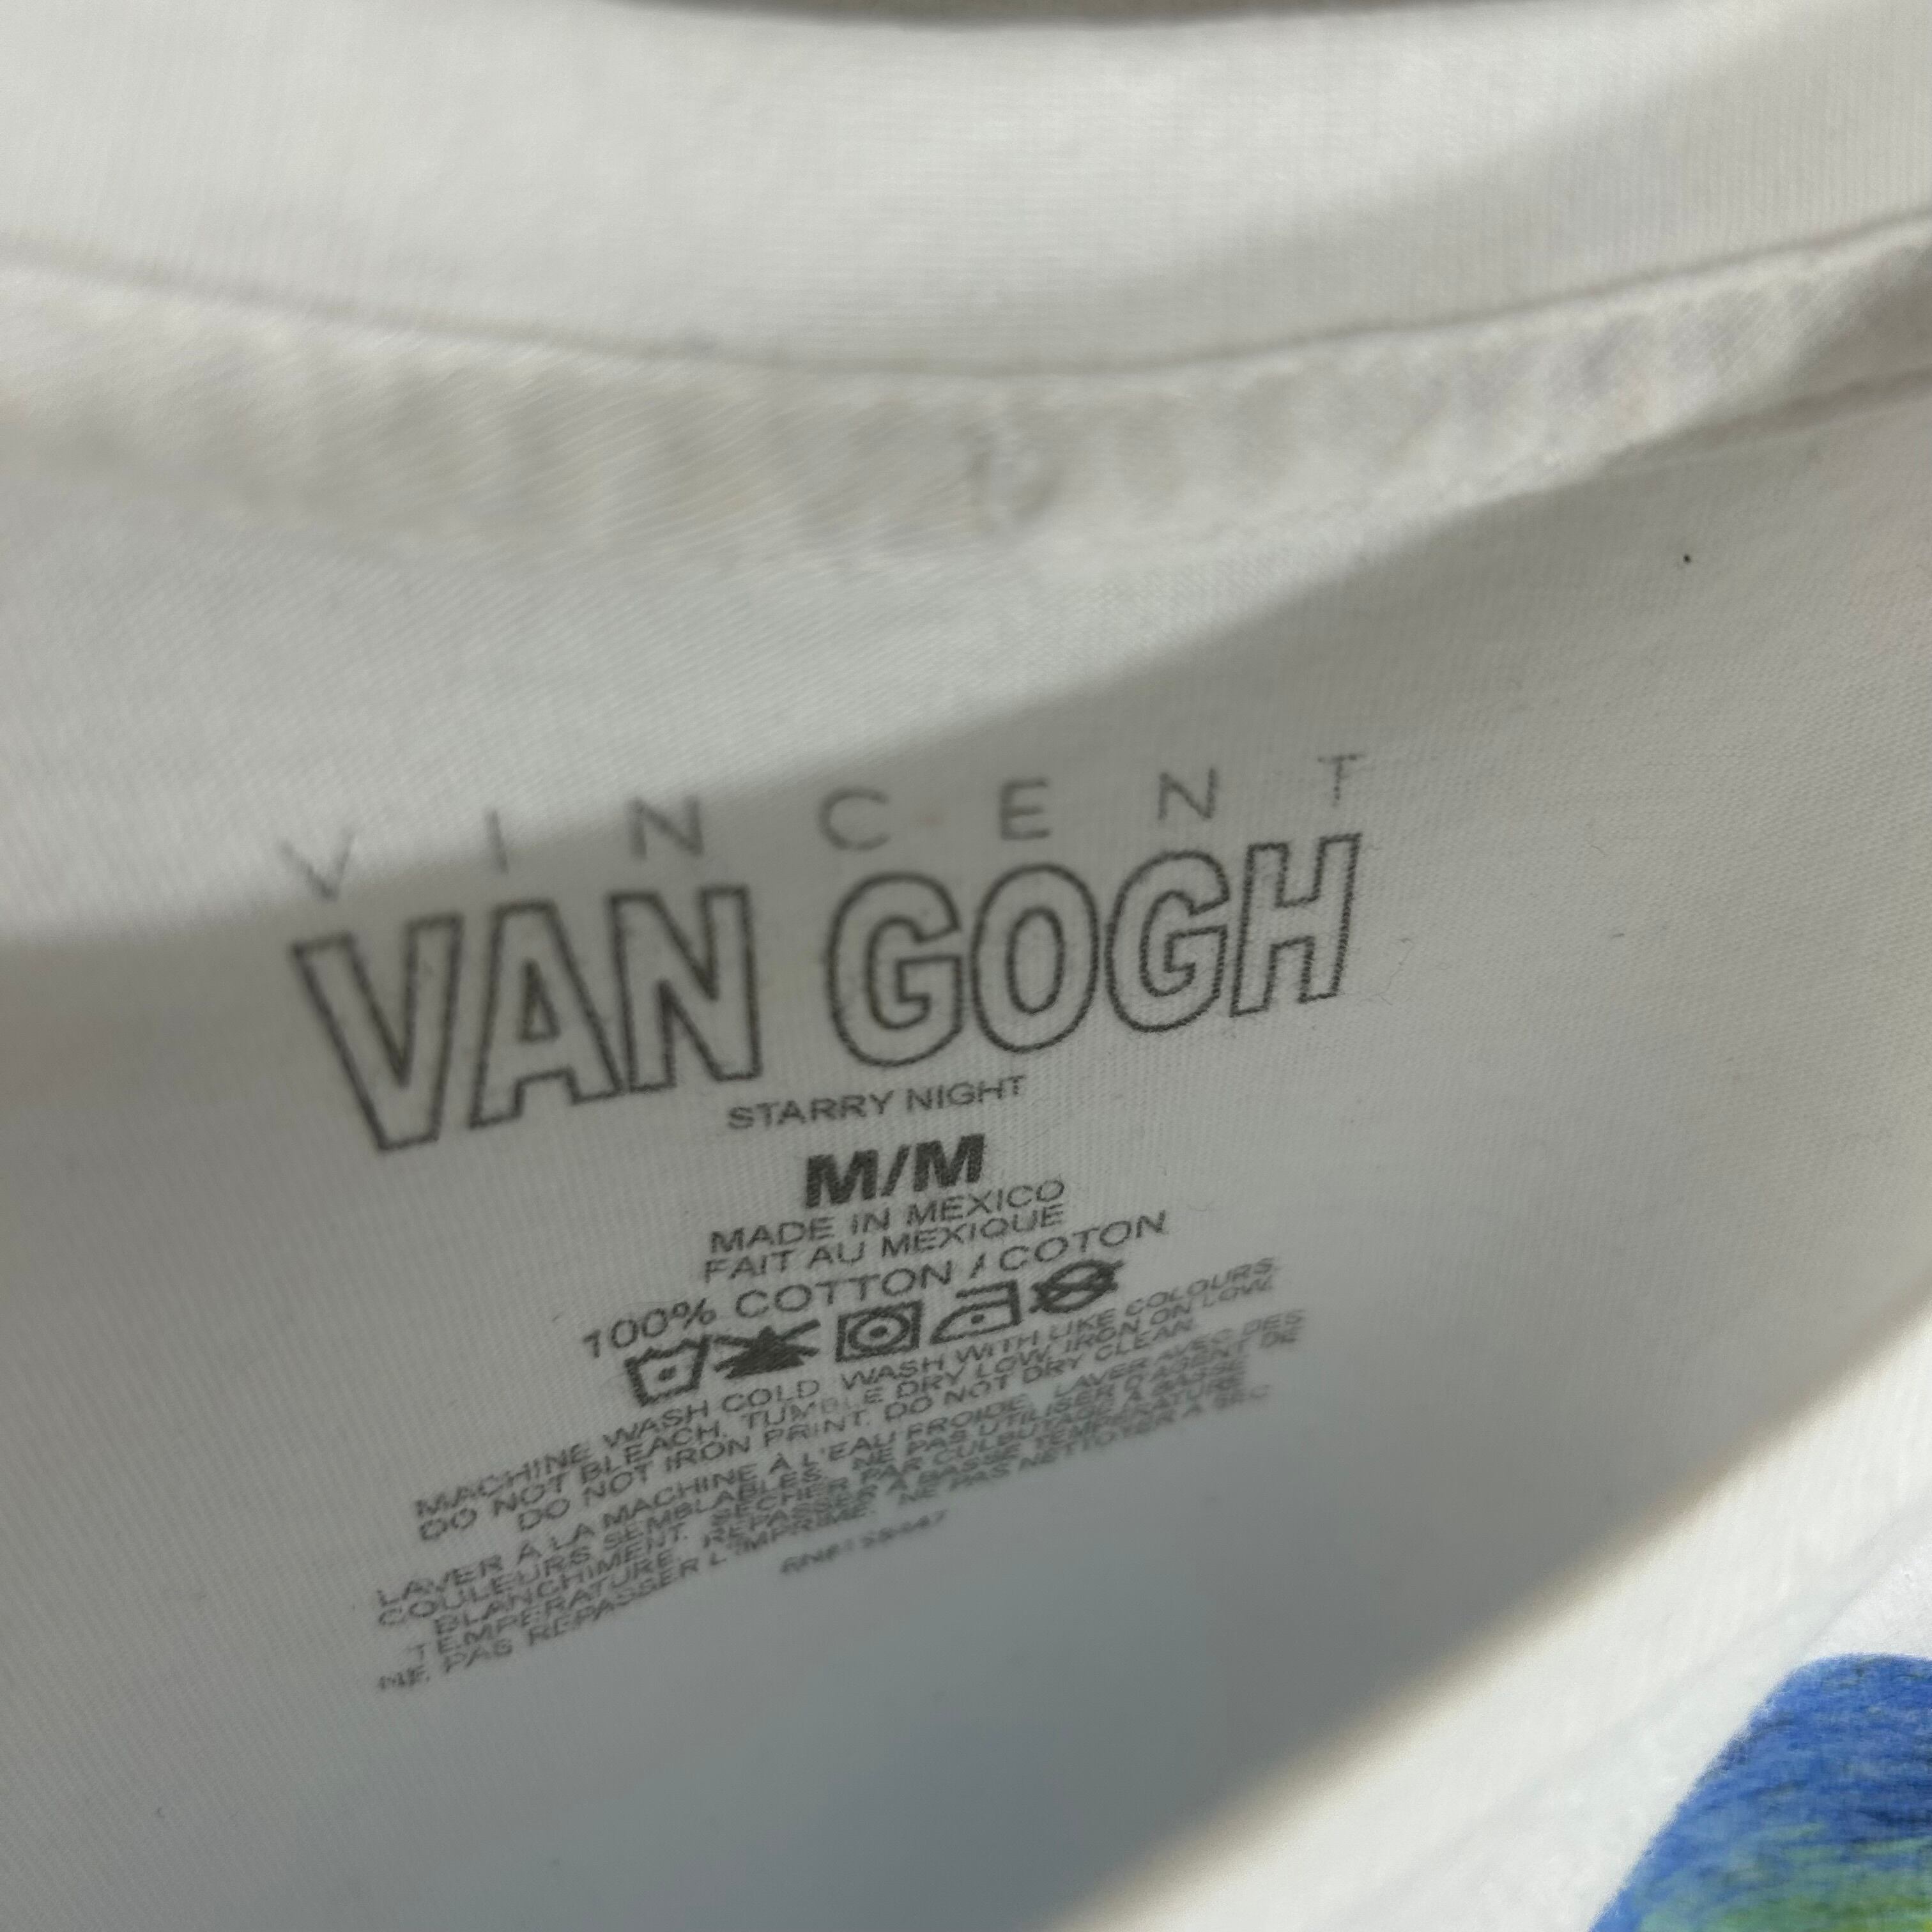 VINCENT
VAN GOGH
STARRY NIGHT
M/M
MADE IN MEXICO
FAIT AU MEXIQUE
100% COTTON / COTON
MACHINE WASH COLD. WASH WITH LIKE COLOURS.
DO NOT BLEACH. TUMBLE DRY LOW. IRON ON LOW.
DO NOT IRON PRINT. DO NOT DRY CLEAN.
LAVER À LA MACHINE À L'EAU FROIDE. LAVER AVEC DES
COULEURS SEMBLABLES. NE PAS UTILISER D'AGENT DE
BLANCHIMENT. SÉCHER PAR CULBUTAGE À BASSE
TEMPERATURE. REPASSER À BASSE TEMPERATURE.
NE PAS REPASSER L'IMPRIMÉ. NE PAS NETTOYER À SEC.